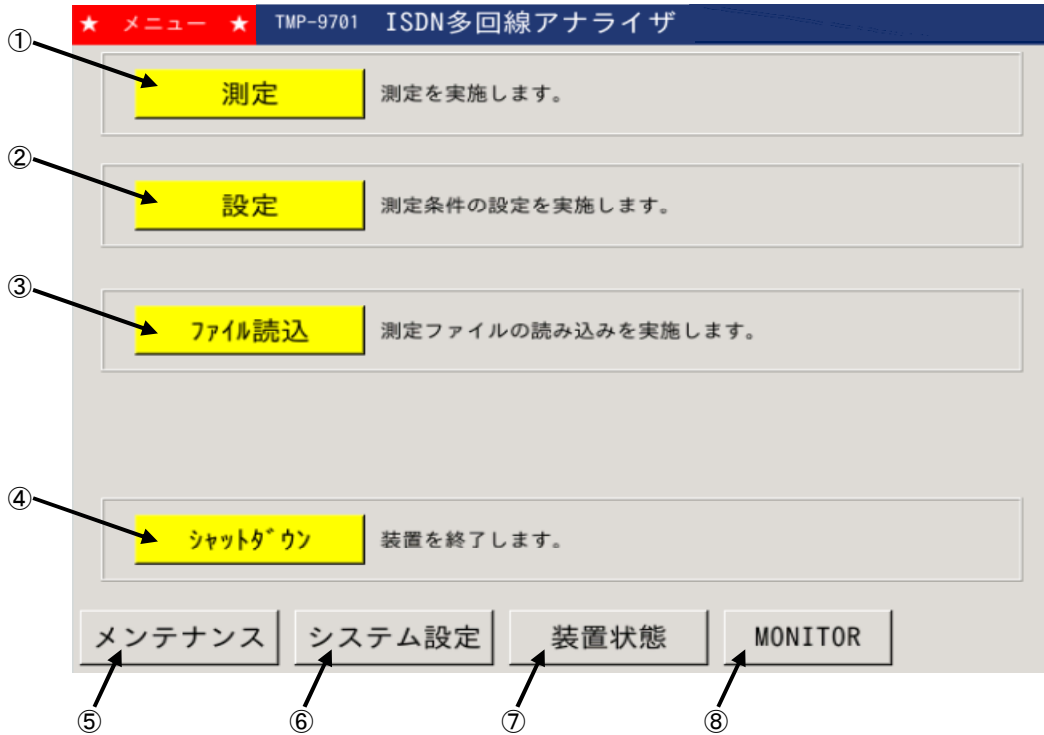 ★ メニュー ★ TMP-9701 ISDN多回線アナライザ
①
測定 測定を実施します。
②
設定 測定条件の設定を実施します。
③
ファイル読込 測定ファイルの読み込みを実施します。
④
シャットダウン 装置を終了します。
メンテナンス システム設定 装置状態 MONITOR
⑤ ⑥ ⑦ ⑧